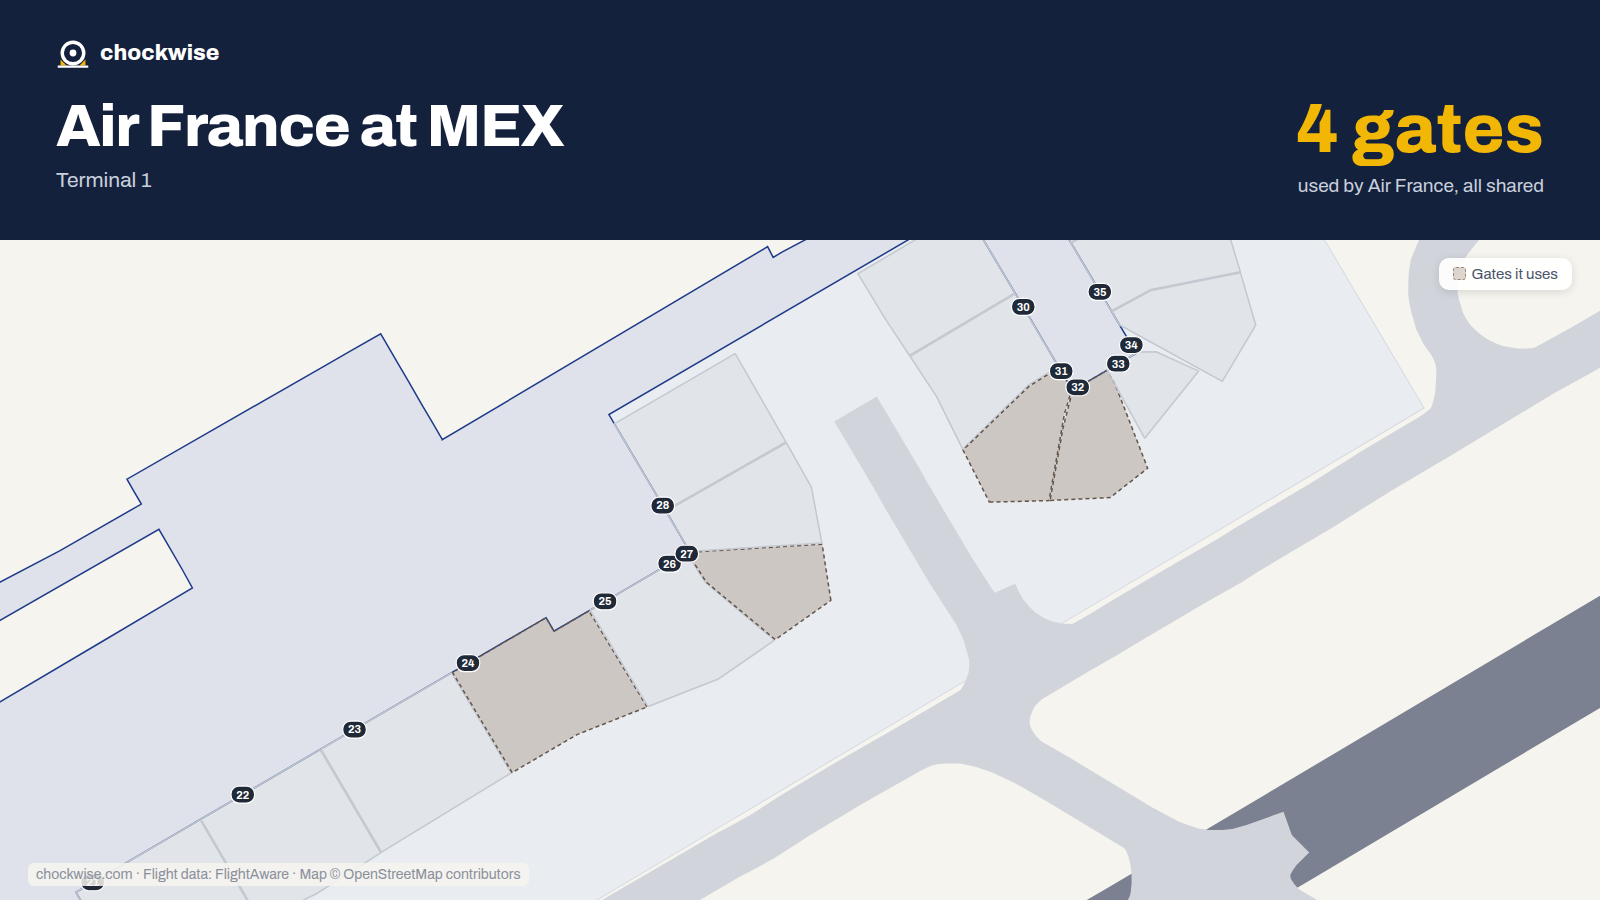 chockwise
Air France at MEX
Terminal 1
4 gates
used by Air France, all shared
Gates it uses
35
30
34
33
31
32
28
27
26
25
24
23
22
chockwise.com · Flight data: FlightAware · Map © OpenStreetMap contributors